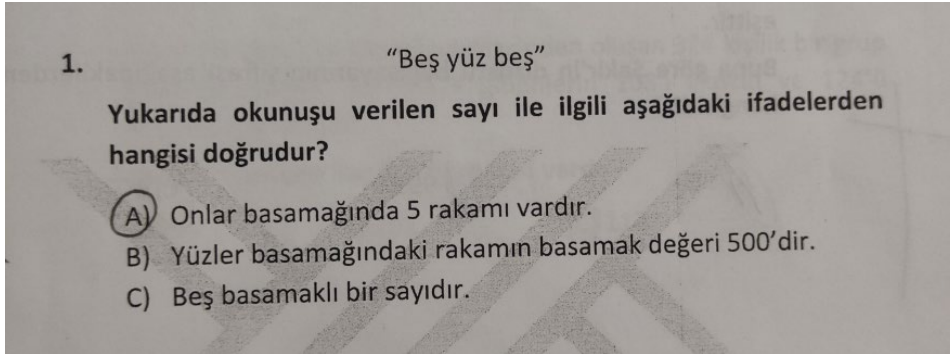 1. "Beş yüz beş"
Yukarıda okunuşu verilen sayı ile ilgili aşağıdaki ifadelerden
hangisi doğrudur?
A) Onlar basamağında 5 rakamı vardır.
B) Yüzler basamağındaki rakamın basamak değeri 500'dir.
C) Beş basamaklı bir sayıdır.